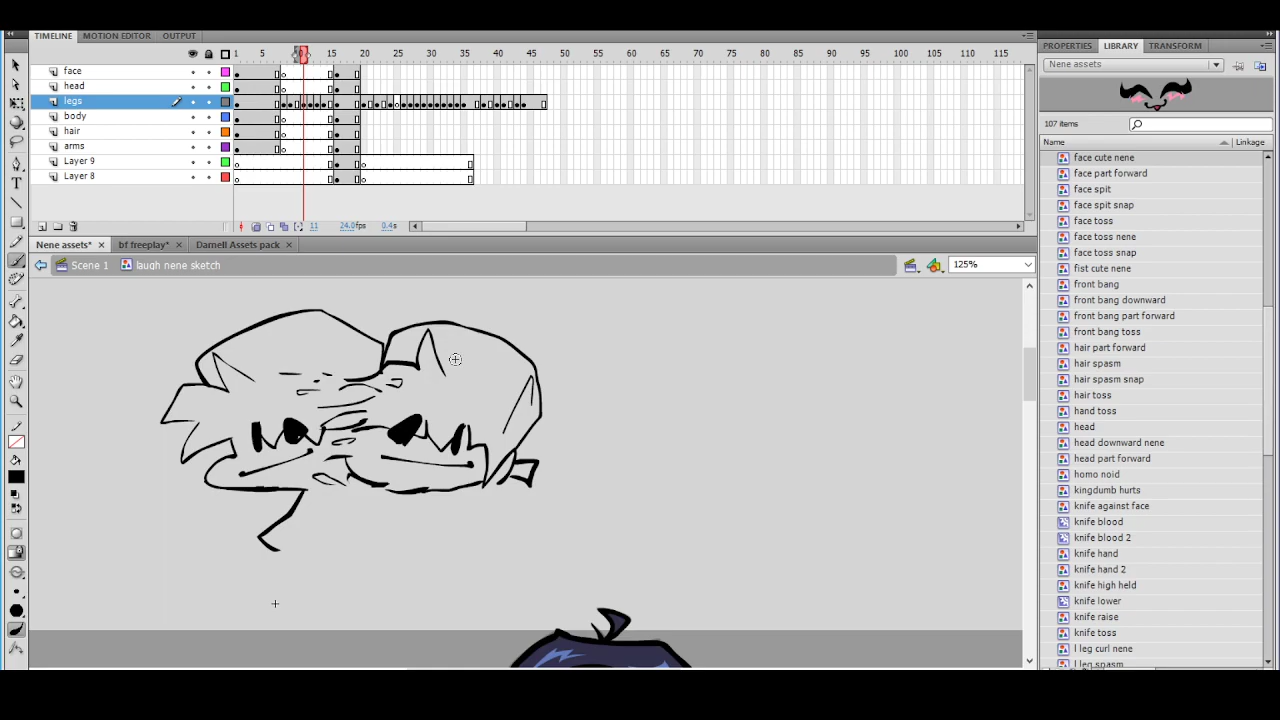 TIMELINE MOTION EDITOR OUTPUT
1 5 10 15 20 25 30 35 40 45 50 55 60 65 70 75 80 85 90 95 100 105 110 115
face
head
legs
body
hair
arms
Layer 9
Layer 8
11 24.0fps 0.4s
Nene assets* bf freeplay* Darnell Assets pack
Scene 1 laugh nene sketch 125%
PROPERTIES LIBRARY TRANSFORM
Nene assets
107 items
Name Linkage
face cute nene
face part forward
face spit
face spit snap
face toss
face toss nene
face toss snap
fist cute nene
front bang
front bang downward
front bang part forward
front bang toss
hair part forward
hair spasm
hair spasm snap
hair toss
hand toss
head
head downward nene
head part forward
homo noid
kingdumb hurts
knife against face
knife blood
knife blood 2
knife hand
knife hand 2
knife high held
knife lower
knife raise
knife toss
l leg curl nene
l leg spasm